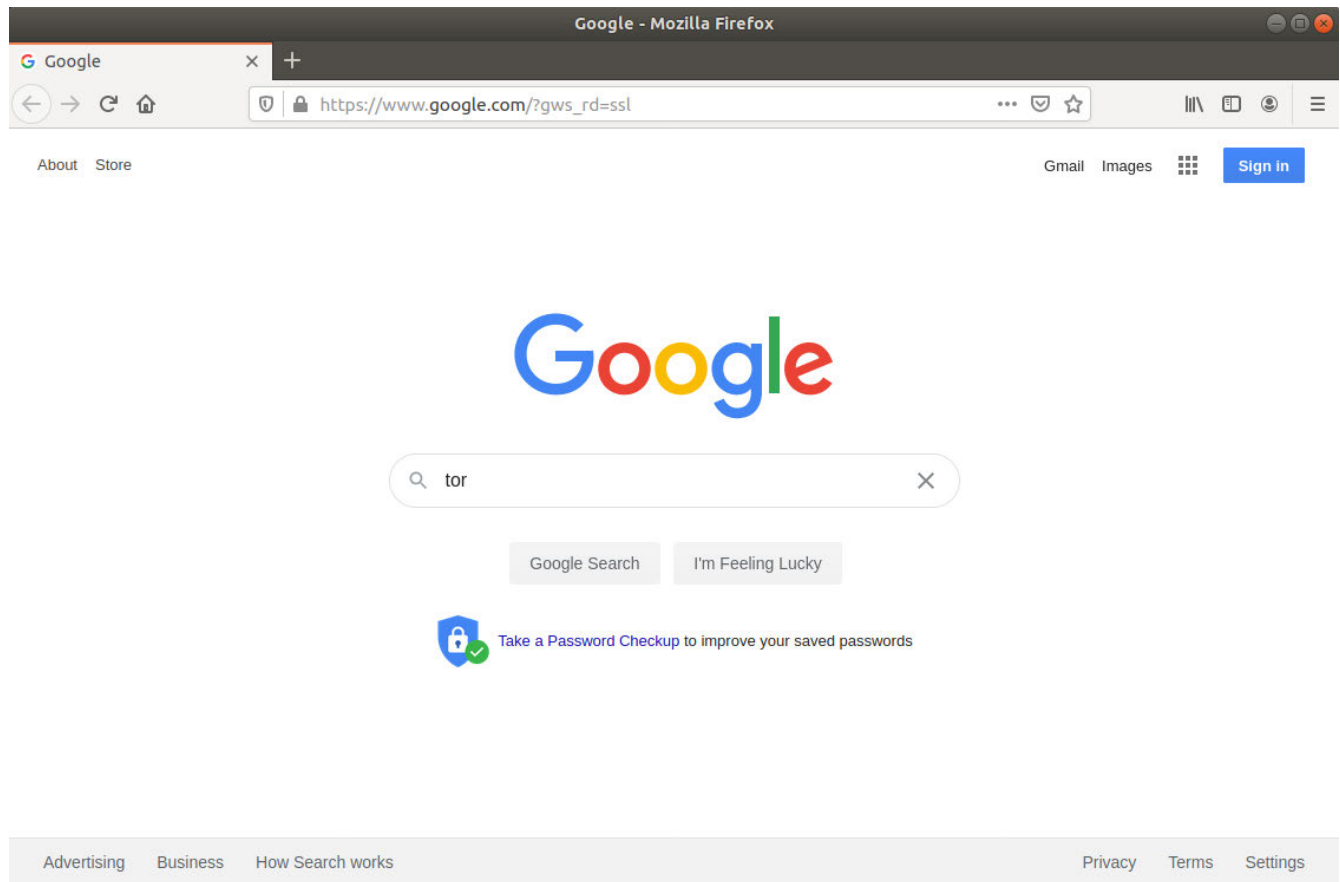 Google - Mozilla Firefox
Google
https://www.google.com/?gws_rd=ssl
About Store Gmail Images Sign in
Google
tor
Google Search I'm Feeling Lucky
Take a Password Checkup to improve your saved passwords
Advertising Business How Search works Privacy Terms Settings